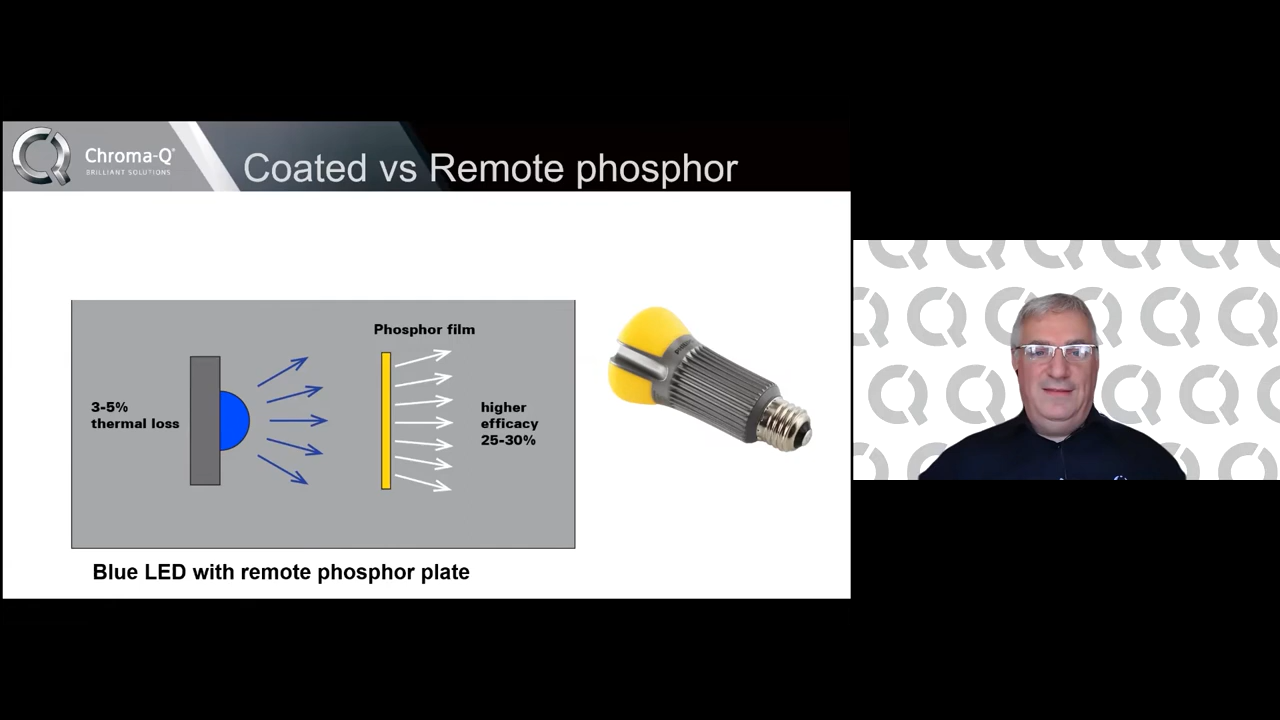 Chroma-Q®
BRILLIANT SOLUTIONS
Coated vs Remote phosphor
Phosphor film
3-5%
thermal loss
higher
efficacy
25-30%
Blue LED with remote phosphor plate